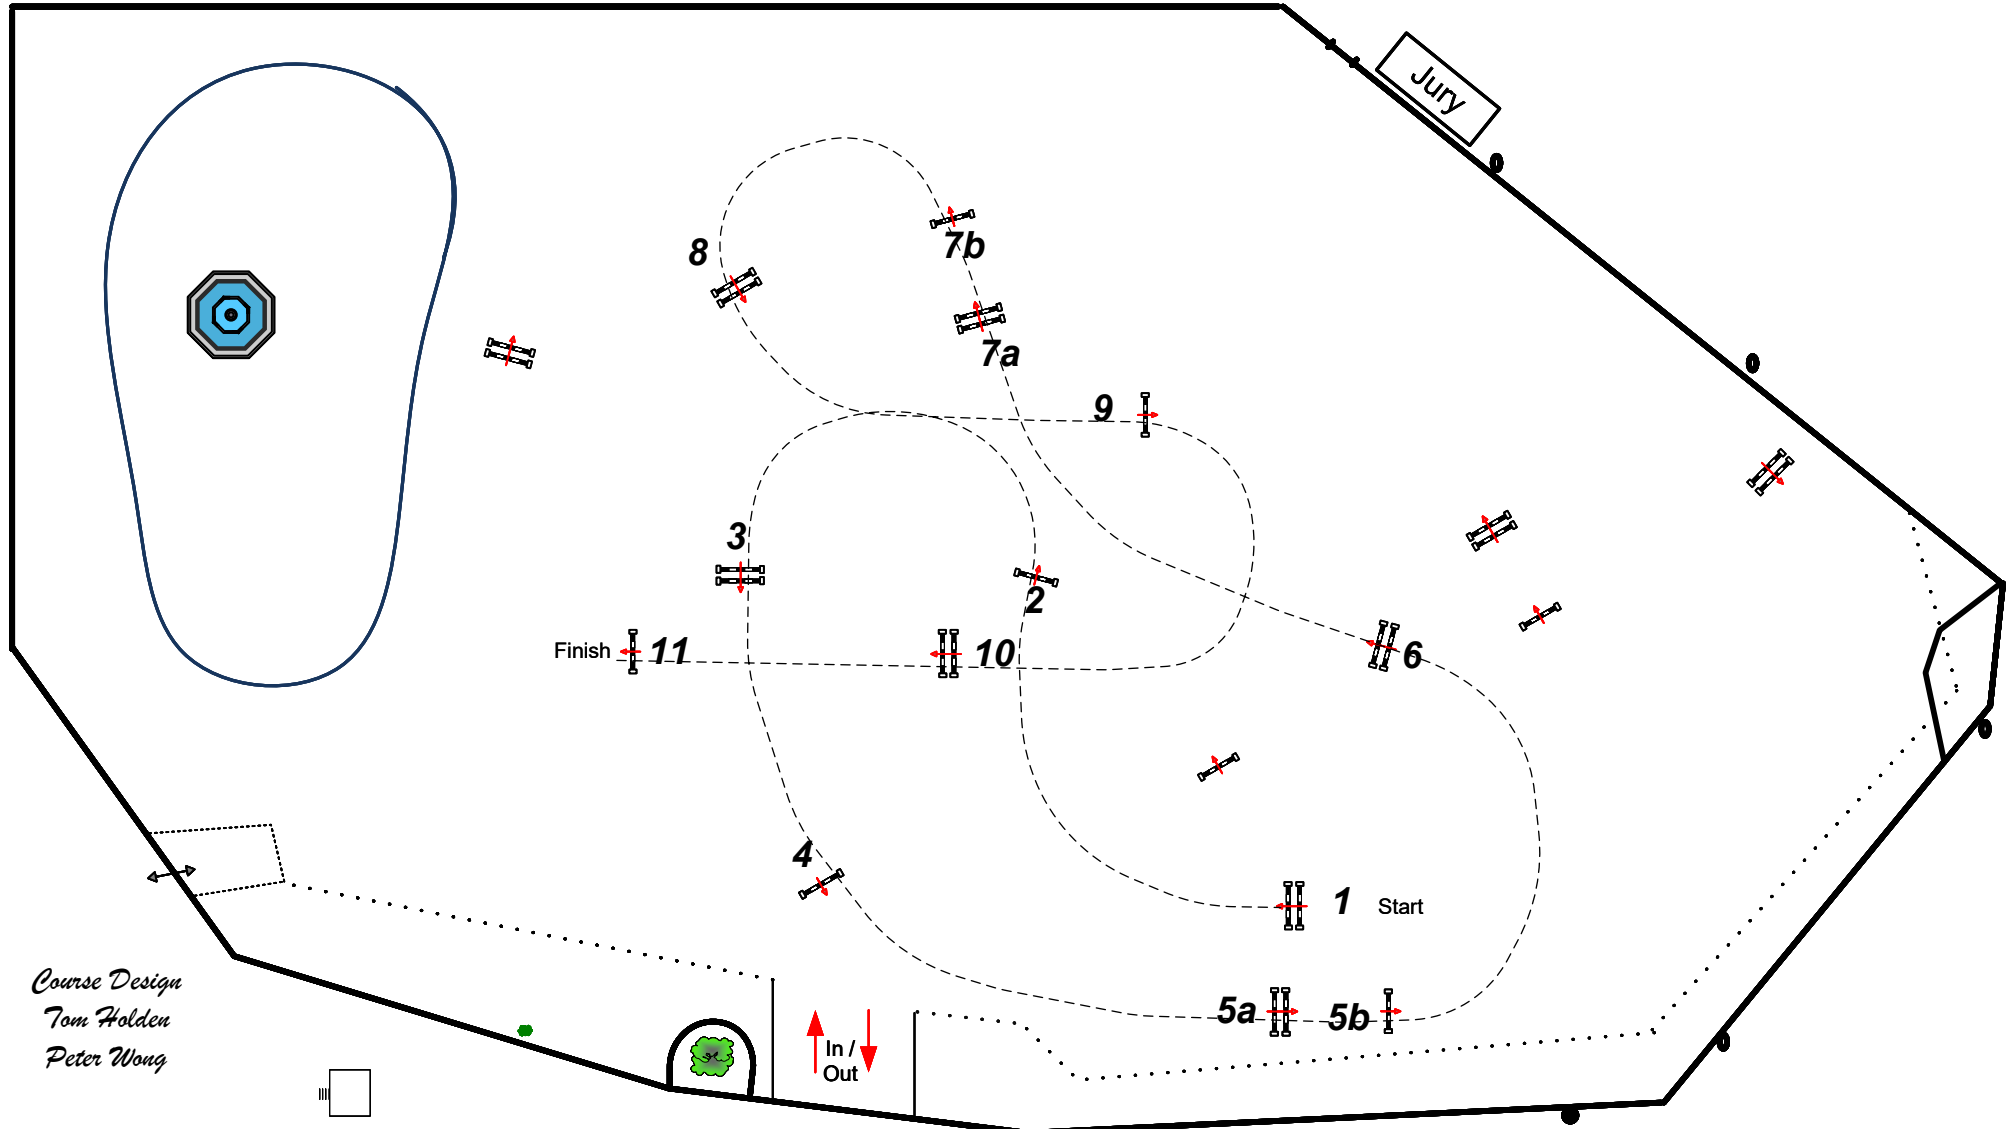 Jury
8
7b
7a
9
3
2
Finish
11
10
6
4
1
Start
5a
5b
In /
Out
Course Design
Tom Holden
Peter Wong